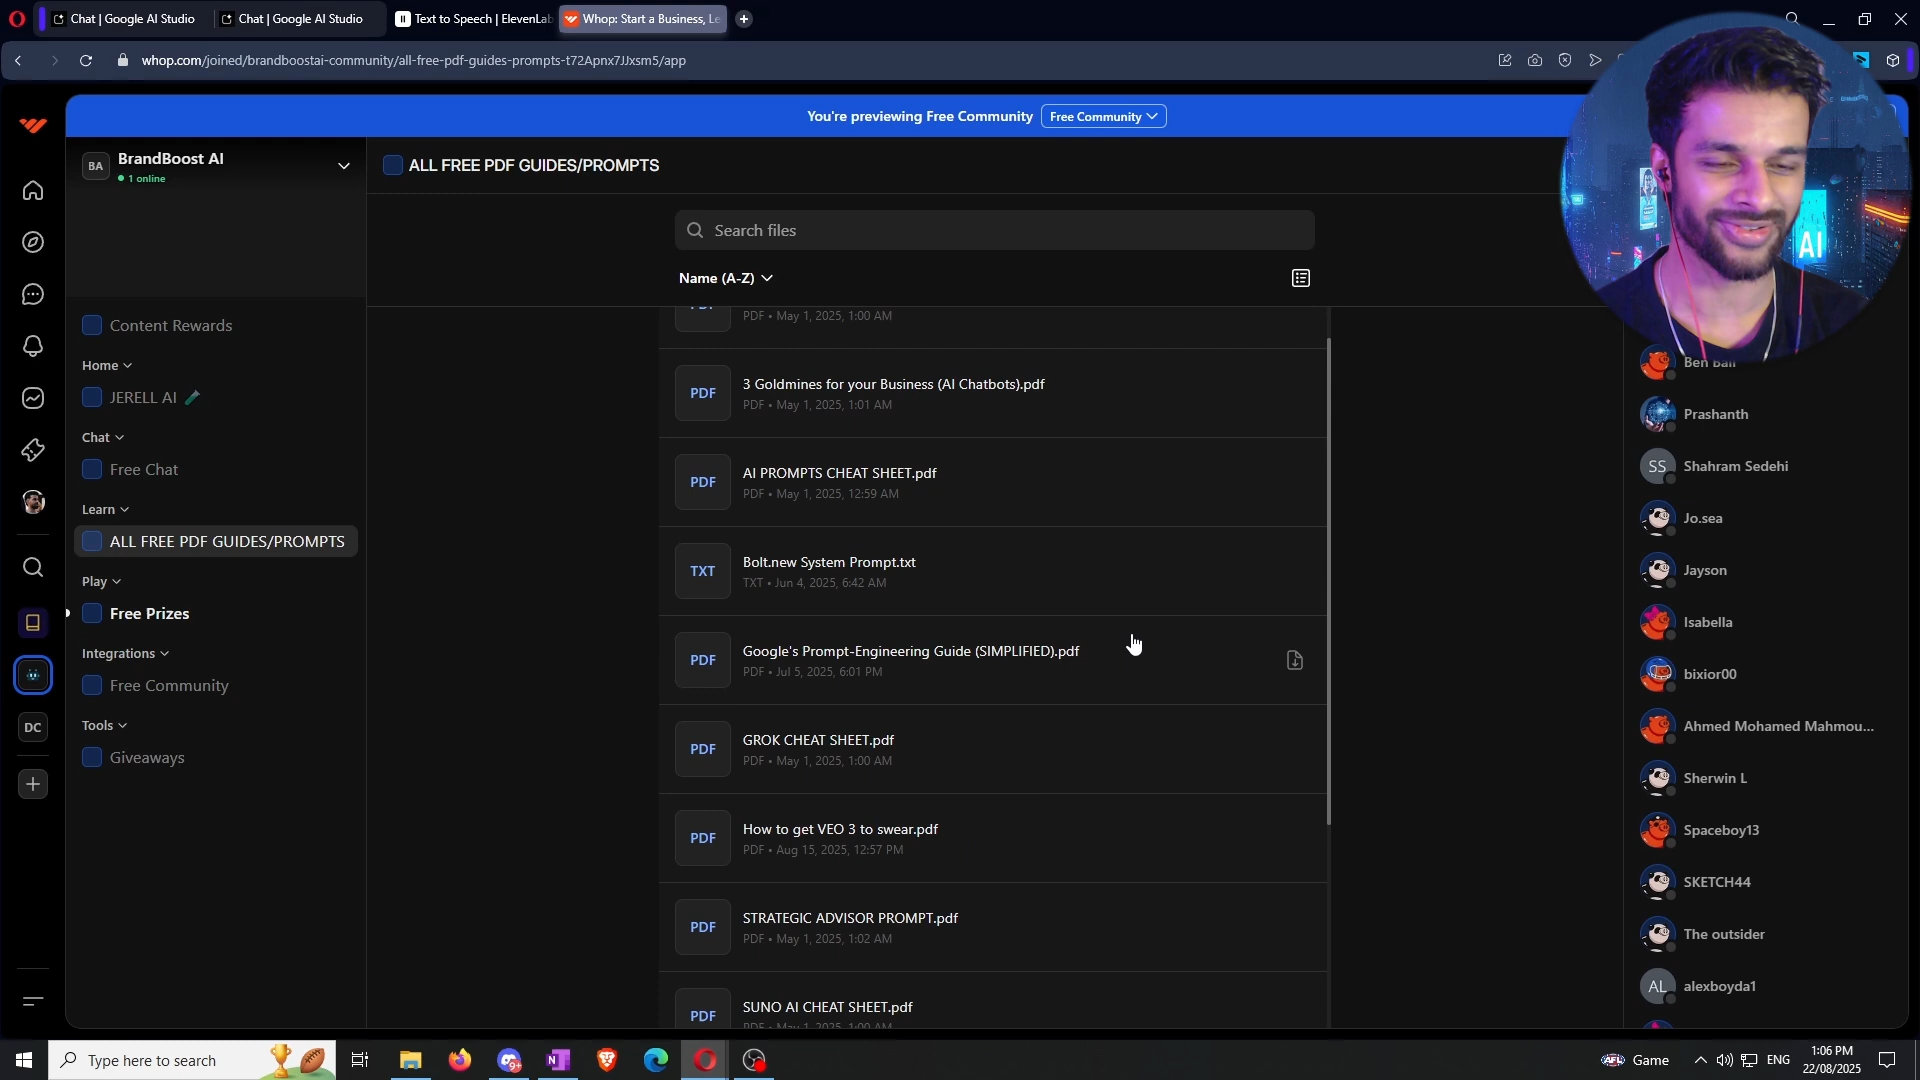 Chat | Google AI Studio
Chat | Google AI Studio
Text to Speech | ElevenLab
Whop: Start a Business, Le
whop.com/joined/brandboostai-community/all-free-pdf-guides-prompts-t72Apnx7JJxsm5/app
You're previewing Free Community
Free Community
BA
BrandBoost AI
1 online
ALL FREE PDF GUIDES/PROMPTS
Search files
Name (A-Z)
Content Rewards
Home
JERELL AI
Chat
Free Chat
Learn
ALL FREE PDF GUIDES/PROMPTS
Play
Free Prizes
Integrations
Free Community
Tools
Giveaways
DC
PDF • May 1, 2025, 1:00 AM
PDF
3 Goldmines for your Business (AI Chatbots).pdf
PDF • May 1, 2025, 1:01 AM
PDF
AI PROMPTS CHEAT SHEET.pdf
PDF • May 1, 2025, 12:59 AM
TXT
Bolt.new System Prompt.txt
TXT • Jun 4, 2025, 6:42 AM
PDF
Google's Prompt-Engineering Guide (SIMPLIFIED).pdf
PDF • Jul 5, 2025, 6:01 PM
PDF
GROK CHEAT SHEET.pdf
PDF • May 1, 2025, 1:00 AM
PDF
How to get VEO 3 to swear.pdf
PDF • Aug 15, 2025, 12:57 PM
PDF
STRATEGIC ADVISOR PROMPT.pdf
PDF • May 1, 2025, 1:02 AM
PDF
SUNO AI CHEAT SHEET.pdf
PDF • May 1, 2025, 1:00 AM
AI
Ben Ball
Prashanth
SS
Shahram Sedehi
Jo.sea
Jayson
Isabella
bixior00
Ahmed Mohamed Mahmou...
Sherwin L
Spaceboy13
SKETCH44
The outsider
AL
alexboyda1
Type here to search
9+
AFL
Game
ENG
1:06 PM
22/08/2025